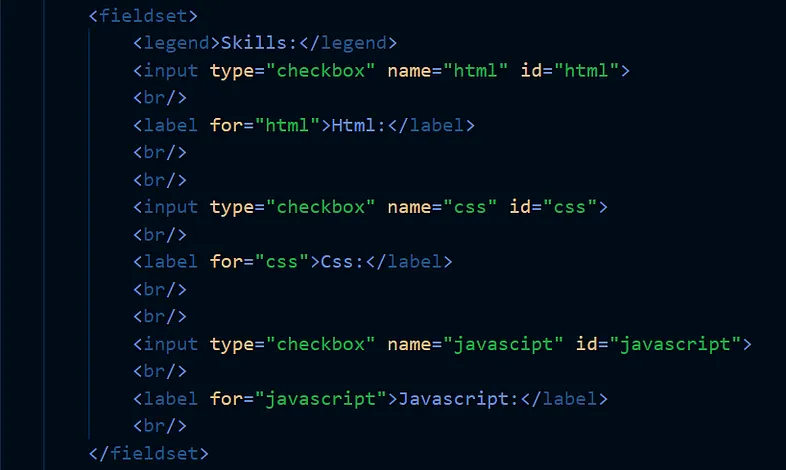 <fieldset>
<legend>Skills:</legend>
<input type="checkbox" name="html" id="html">
<br/>
<label for="html">Html:</label>
<br/>
<br/>
<input type="checkbox" name="css" id="css">
<br/>
<label for="css">Css:</label>
<br/>
<br/>
<input type="checkbox" name="javascipt" id="javascript">
<br/>
<label for="javascript">Javascript:</label>
<br/>
</fieldset>